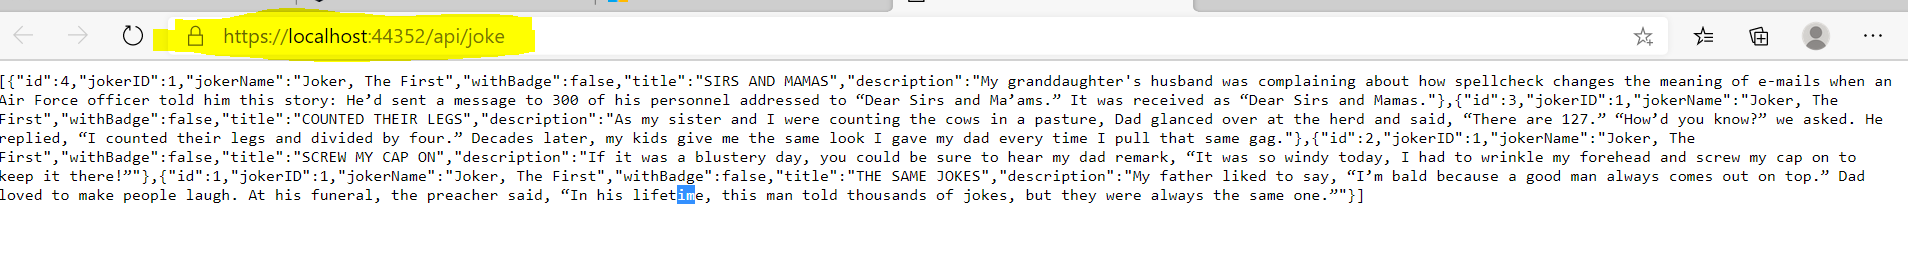 https://localhost:44352/api/joke
[{"id":4,"jokerID":1,"jokerName":"Joker, The First","withBadge":false,"title":"SIRS AND MAMAS","description":"My granddaughter's husband was complaining about how spellcheck changes the meaning of e-mails when an
Air Force officer told him this story: He’d sent a message to 300 of his personnel addressed to “Dear Sirs and Ma’ams.” It was received as “Dear Sirs and Mamas."},{"id":3,"jokerID":1,"jokerName":"Joker, The
First","withBadge":false,"title":"COUNTED THEIR LEGS","description":"As my sister and I were counting the cows in a pasture, Dad glanced over at the herd and said, “There are 127.” “How’d you know?” we asked. He
replied, “I counted their legs and divided by four.” Decades later, my kids give me the same look I gave my dad every time I pull that same gag."},{"id":2,"jokerID":1,"jokerName":"Joker, The
First","withBadge":false,"title":"SCREW MY CAP ON","description":"If it was a blustery day, you could be sure to hear my dad remark, “It was so windy today, I had to wrinkle my forehead and screw my cap on to
keep it there!”"},{"id":1,"jokerID":1,"jokerName":"Joker, The First","withBadge":false,"title":"THE SAME JOKES","description":"My father liked to say, “I’m bald because a good man always comes out on top.” Dad
loved to make people laugh. At his funeral, the preacher said, “In his lifetime, this man told thousands of jokes, but they were always the same one.”"}]